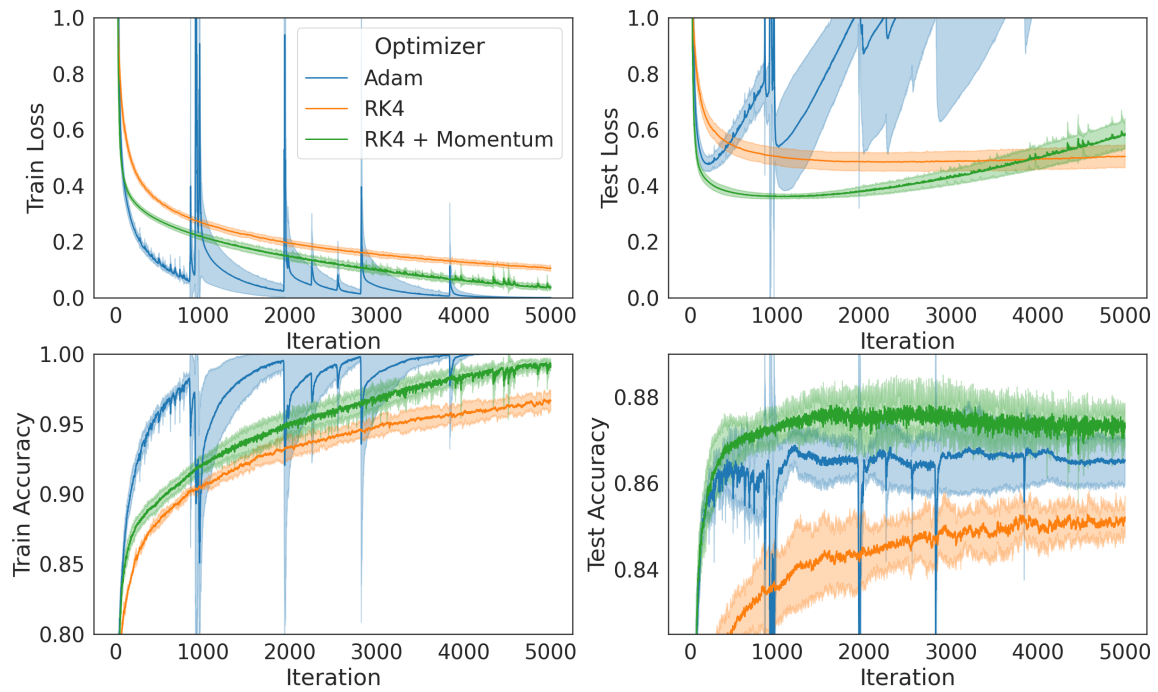 Train Loss
1.0
0.8
0.6
0.4
0.2
0.0
Optimizer
Adam
RK4
RK4 + Momentum
0 1000 2000 3000 4000 5000
Iteration
Test Loss
1.0
0.8
0.6
0.4
0.2
0.0
0 1000 2000 3000 4000 5000
Iteration
Train Accuracy
1.00
0.95
0.90
0.85
0.80
0 1000 2000 3000 4000 5000
Iteration
Test Accuracy
0.88
0.86
0.84
0 1000 2000 3000 4000 5000
Iteration